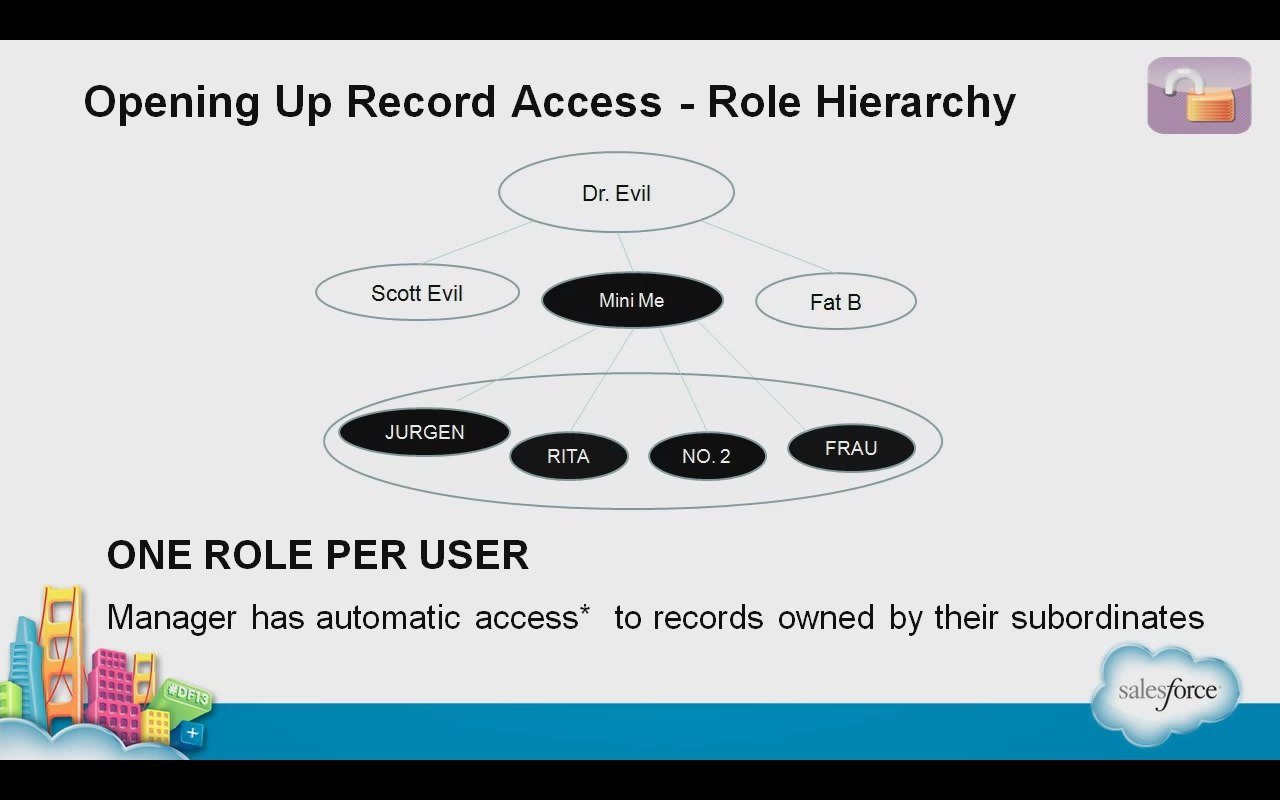 Opening Up Record Access - Role Hierarchy
Dr. Evil
Scott Evil
Mini Me
Fat B
JURGEN
RITA
NO. 2
FRAU
ONE ROLE PER USER
Manager has automatic access* to records owned by their subordinates
#DF13
+
salesforce